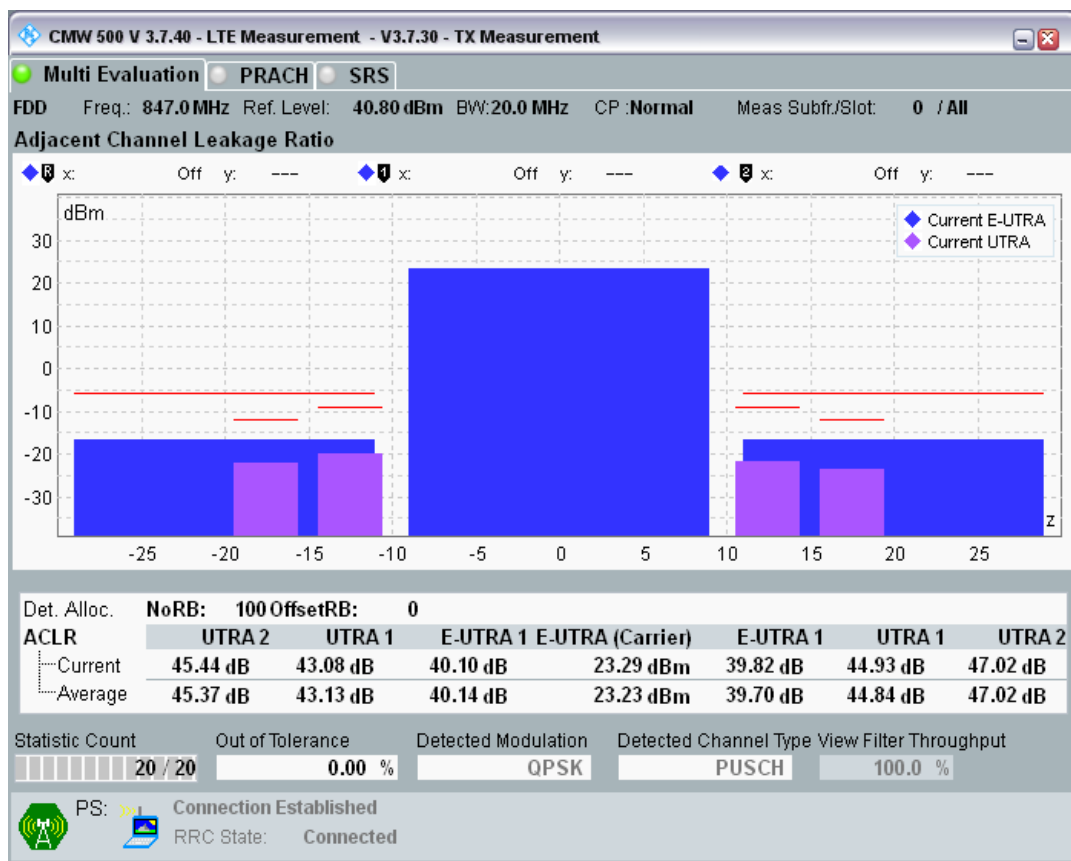 CMW 500 V 3.7.40 - LTE Measurement - V3.7.30 - TX Measurement
Multi Evaluation PRACH SRS
FDD Freq.: 847.0 MHz Ref. Level: 40.80 dBm BW:20.0 MHz CP :Normal Meas Subfr./Slot: 0 / All
Adjacent Channel Leakage Ratio
R x: Off y: --- 1 x: Off y: --- 2 x: Off y: ---
dBm
Current E-UTRA
Current UTRA
30
20
10
0
-10
-20
-30
z
-25 -20 -15 -10 -5 0 5 10 15 20 25
Det. Alloc. NoRB: 100 OffsetRB: 0
ACLR UTRA 2 UTRA 1 E-UTRA 1 E-UTRA (Carrier) E-UTRA 1 UTRA 1 UTRA 2
Current 45.44 dB 43.08 dB 40.10 dB 23.29 dBm 39.82 dB 44.93 dB 47.02 dB
Average 45.37 dB 43.13 dB 40.14 dB 23.23 dBm 39.70 dB 44.84 dB 47.02 dB
Statistic Count Out of Tolerance Detected Modulation Detected Channel Type View Filter Throughput
20 / 20 0.00 % QPSK PUSCH 100.0 %
PS: Connection Established
RRC State: Connected